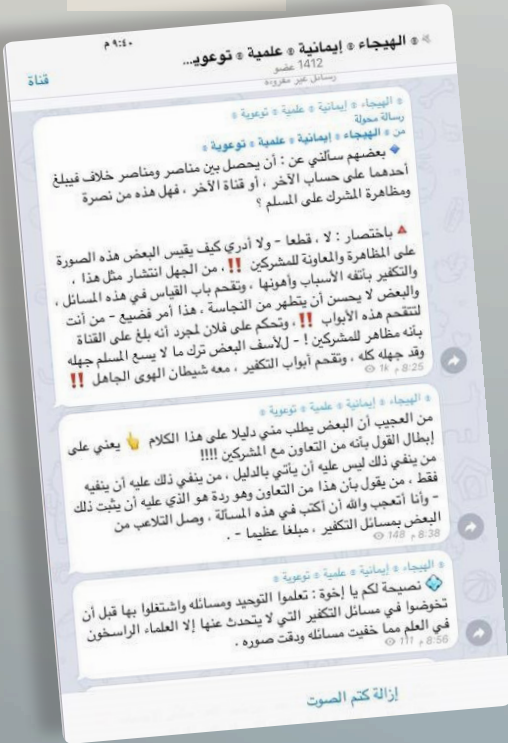 ٩:٤٠ م
الهيجاء ๏ إيمانية ๏ علمية ๏ توعويـ...
1412 عضو
قناة
رسائل غير مقروءة
๏ الهيجاء ๏ إيمانية ๏ علمية ๏ توعوية ๏
رسالة محولة
من ๏ الهيجاء ๏ إيمانية ๏ علمية ๏ توعوية ๏
🔹 بعضهم سألني عن : أن يحصل بين مناصر ومناصر خلاف فيبلغ
أحدهما على حساب الآخر ، أو قناة الآخر ، فهل هذه من نصرة
ومظاهرة المشرك على المسلم ؟
🔺 باختصار : لا ، قطعا - ولا أدري كيف يقيس البعض هذه الصورة
على المظاهرة والمعاونة للمشركين ‼️ ، من الجهل انتشار مثل هذا ،
والتكفير بأتفه الأسباب وأهونها ، ونقحم باب القياس في هذه المسائل ،
والبعض لا يحسن أن يتطهر من النجاسة ، هذا أمر فضيع - من أنت
لتتقحم هذه الأبواب ‼️ ، وتحكم على فلان لمجرد أنه بلغ على القناة
بأنه مظاهر للمشركين ! - للأسف البعض ترك ما لا يسع المسلم جهله
وقد جهله كله ، وتقحم أبواب التكفير ، معه شيطان الهوى الجاهل ‼️
1k 8:25 م
๏ الهيجاء ๏ إيمانية ๏ علمية ๏ توعوية ๏
من العجيب أن البعض يطلب مني دليلا على هذا الكلام 👆 يعني على
إبطال القول بأنه من التعاون مع المشركين !!!!
من ينفي ذلك ليس عليه أن يأتي بالدليل ، من ينفي ذلك عليه أن ينفيه
فقط ، من يقول بأن هذا من التعاون وهو ردة هو الذي عليه أن يثبت ذلك
- وأنا أتعجب والله أن أكتب في هذه المسألة ، وصل التلاعب من
البعض بمسائل التكفير ، مبلغا عظيما - .
148 8:38 م
๏ الهيجاء ๏ إيمانية ๏ علمية ๏ توعوية ๏
💠 نصيحة لكم يا إخوة : تعلموا التوحيد ومسائله واشتغلوا بها قبل أن
تخوضوا في مسائل التكفير التي لا يتحدث عنها إلا العلماء الراسخون
في العلم مما خفيت مسائله ودقت صوره .
111 8:56 م
إزالة كتم الصوت